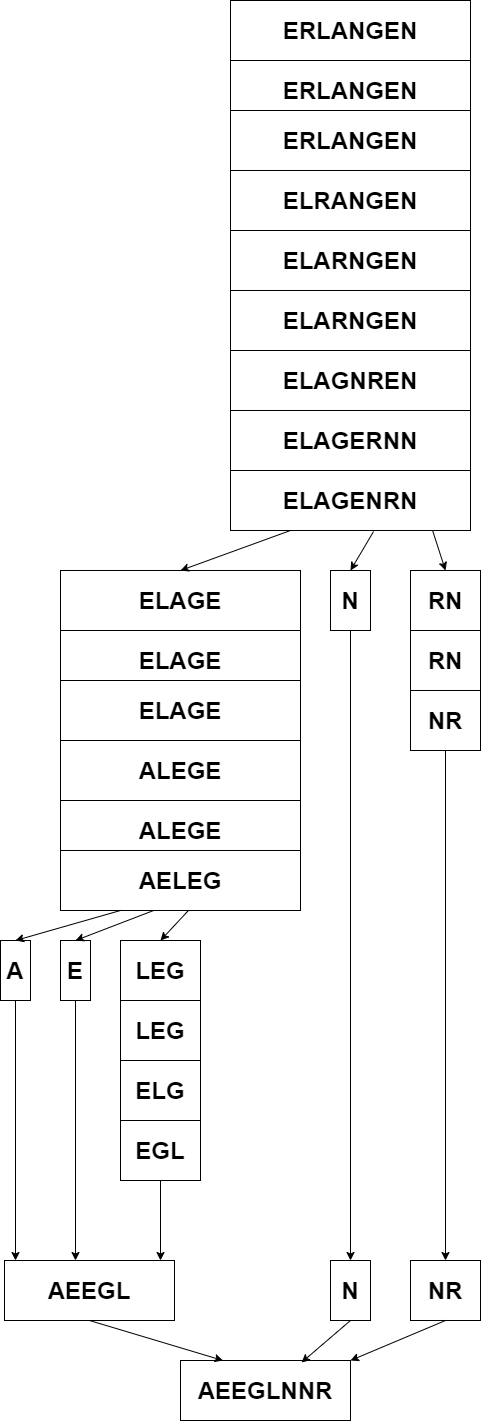 ERLANGEN
ERLANGEN
ERLANGEN
ELRANGEN
ELARNGEN
ELARNGEN
ELAGNREN
ELAGERNN
ELAGENRN
ELAGE
N
RN
ELAGE
RN
ELAGE
NR
ALEGE
ALEGE
AELEG
A
E
LEG
LEG
ELG
EGL
AEEGL
N
NR
AEEGLNNR